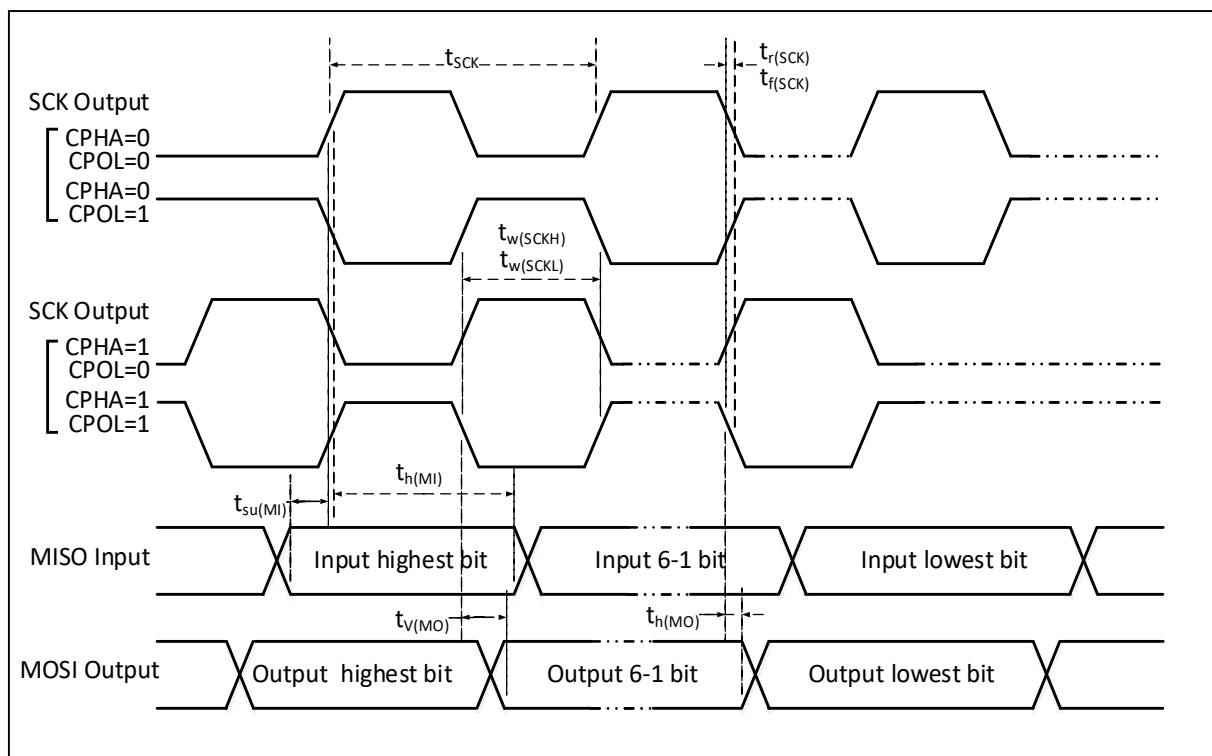 tSCK
tr(SCK)
tf(SCK)
SCK Output
CPHA=0
CPOL=0
CPHA=0
CPOL=1
tw(SCKH)
tw(SCKL)
SCK Output
CPHA=1
CPOL=0
CPHA=1
CPOL=1
th(MI)
tsu(MI)
MISO Input
Input highest bit
Input 6-1 bit
Input lowest bit
tV(MO)
th(MO)
MOSI Output
Output highest bit
Output 6-1 bit
Output lowest bit